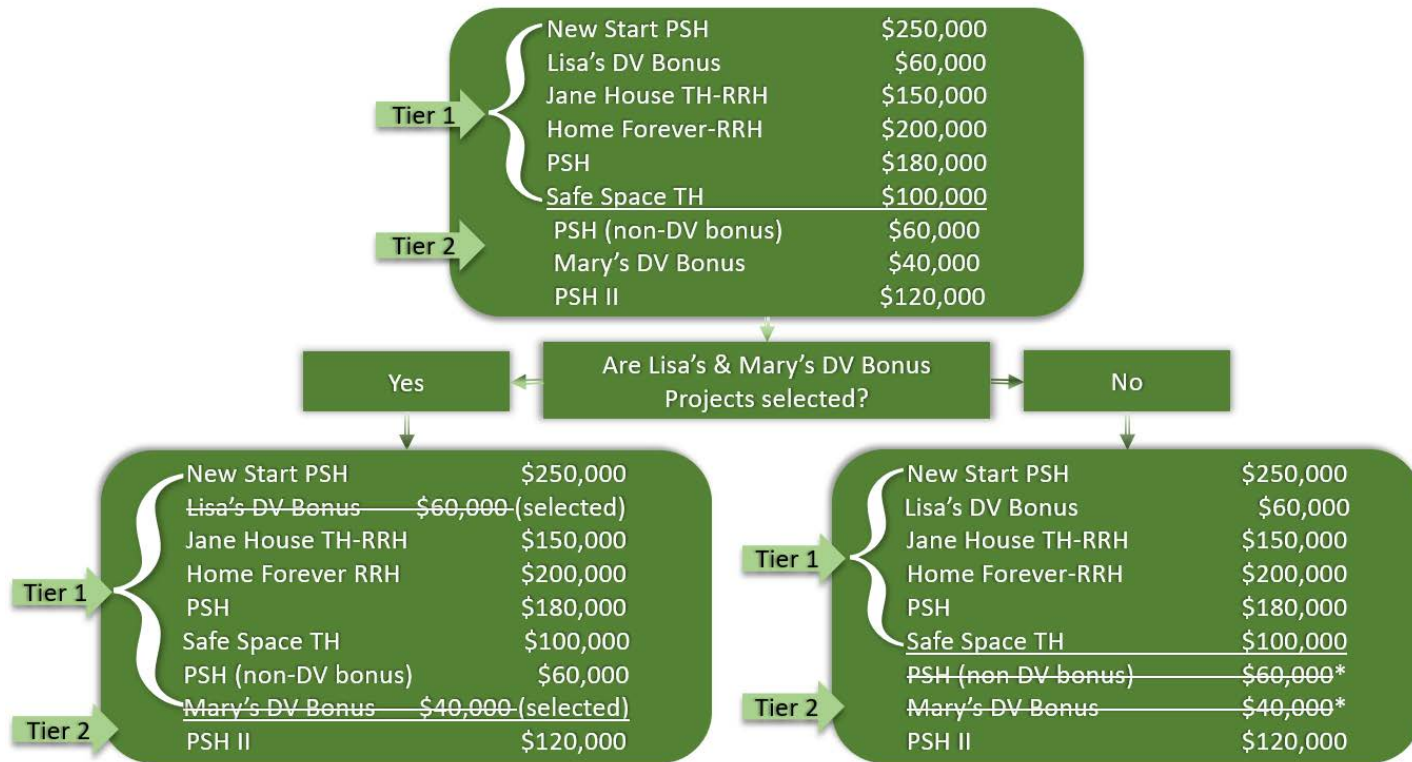 New Start PSH $250,000
Lisa’s DV Bonus $60,000
Jane House TH-RRH $150,000
Tier 1
Home Forever-RRH $200,000
PSH $180,000
Safe Space TH $100,000
PSH (non-DV bonus) $60,000
Tier 2
Mary’s DV Bonus $40,000
PSH II $120,000
Are Lisa’s & Mary’s DV Bonus
Projects selected?
Yes
No
New Start PSH $250,000
Lisa’s DV Bonus $60,000 (selected)
Jane House TH-RRH $150,000
Home Forever RRH $200,000
Tier 1
PSH $180,000
Safe Space TH $100,000
PSH (non-DV bonus) $60,000
Mary’s DV Bonus $40,000 (selected)
Tier 2
PSH II $120,000
New Start PSH $250,000
Lisa’s DV Bonus $60,000
Jane House TH-RRH $150,000
Tier 1
Home Forever-RRH $200,000
PSH $180,000
Safe Space TH $100,000
PSH (non DV bonus) $60,000*
Tier 2
Mary’s DV Bonus $40,000*
PSH II $120,000